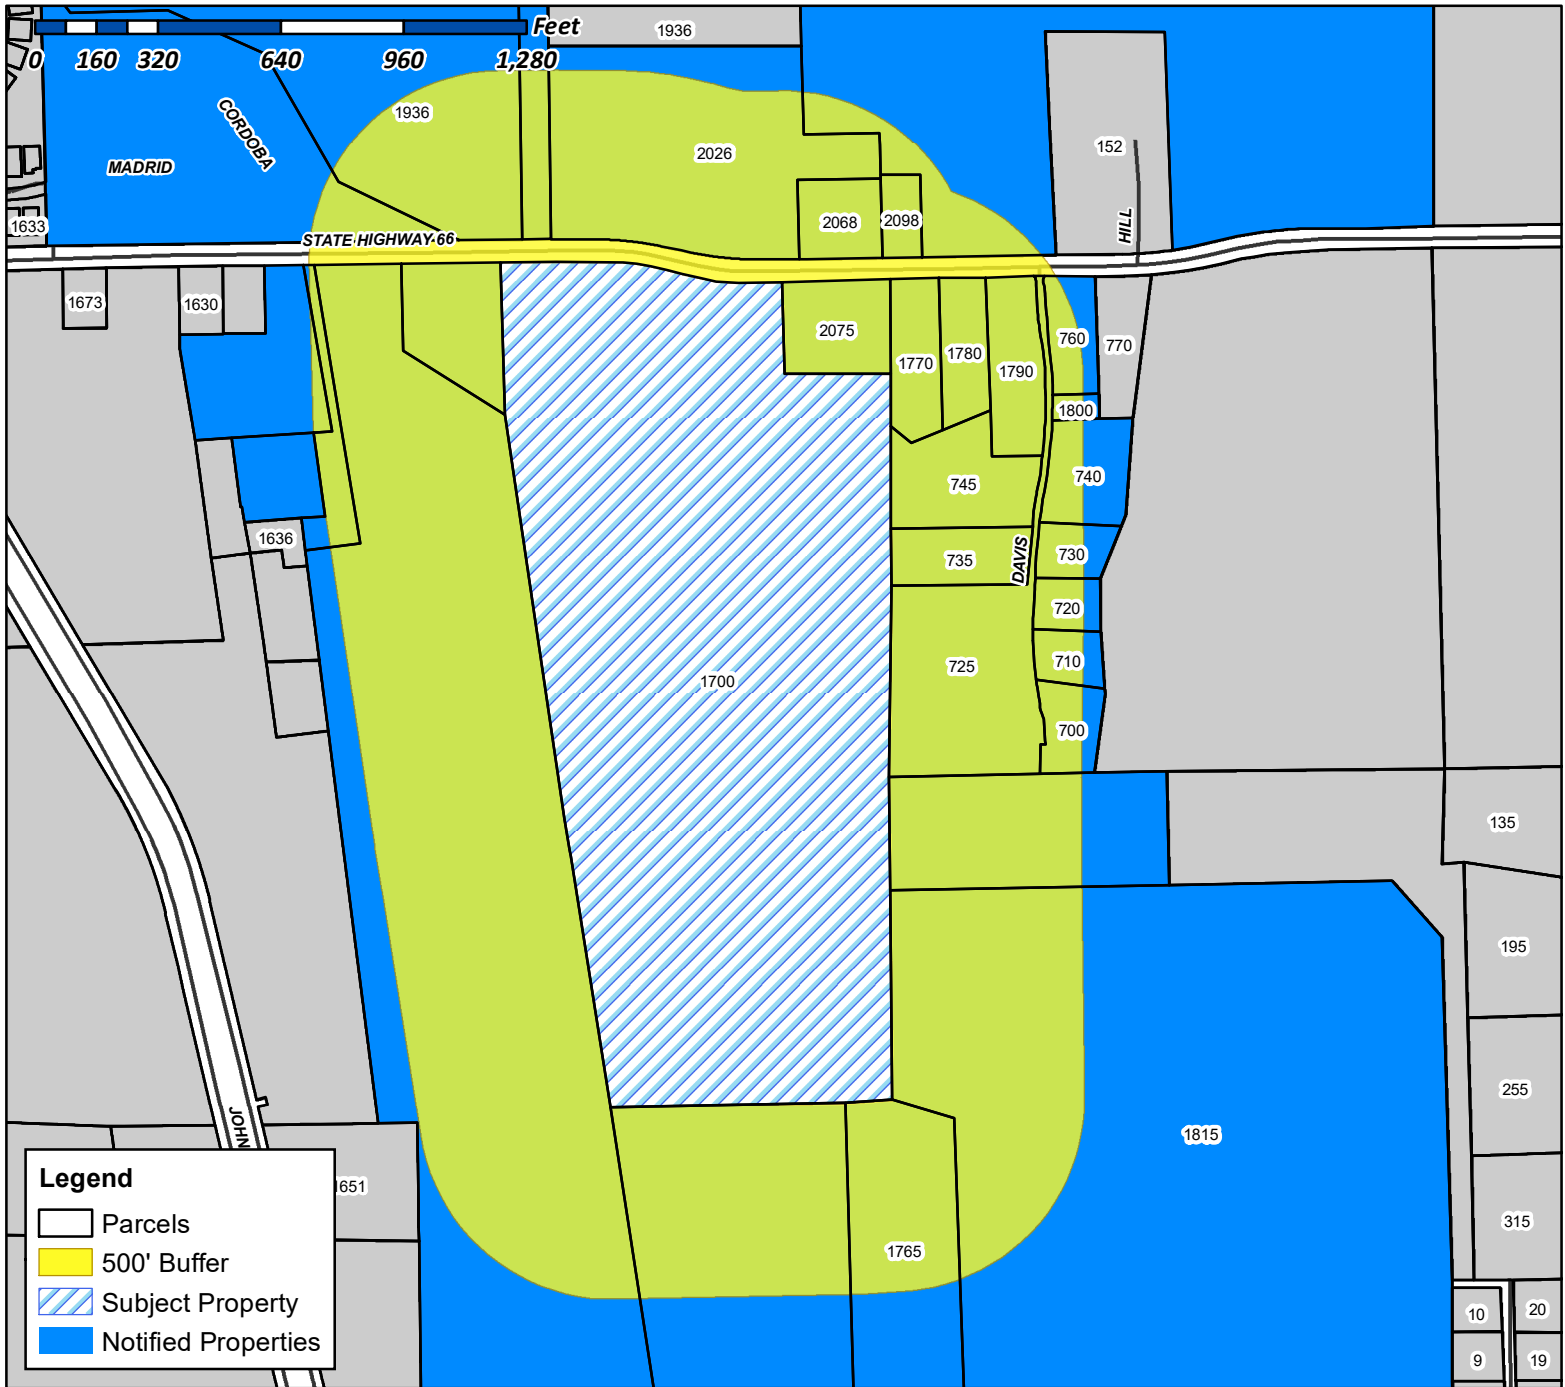 Feet
0 160 320 640 960 1,280
1936
1936
CORDOBA
MADRID
2026
152
1633
2068
2098
HILL
STATE HIGHWAY 66
1673
1630
2075
760
770
1770
1780
1790
1800
745
740
1636
735
DAVIS
730
720
725
710
1700
700
135
195
255
JOHN
1815
1651
315
1765
10
20
9
19
Legend
Parcels
500' Buffer
Subject Property
Notified Properties